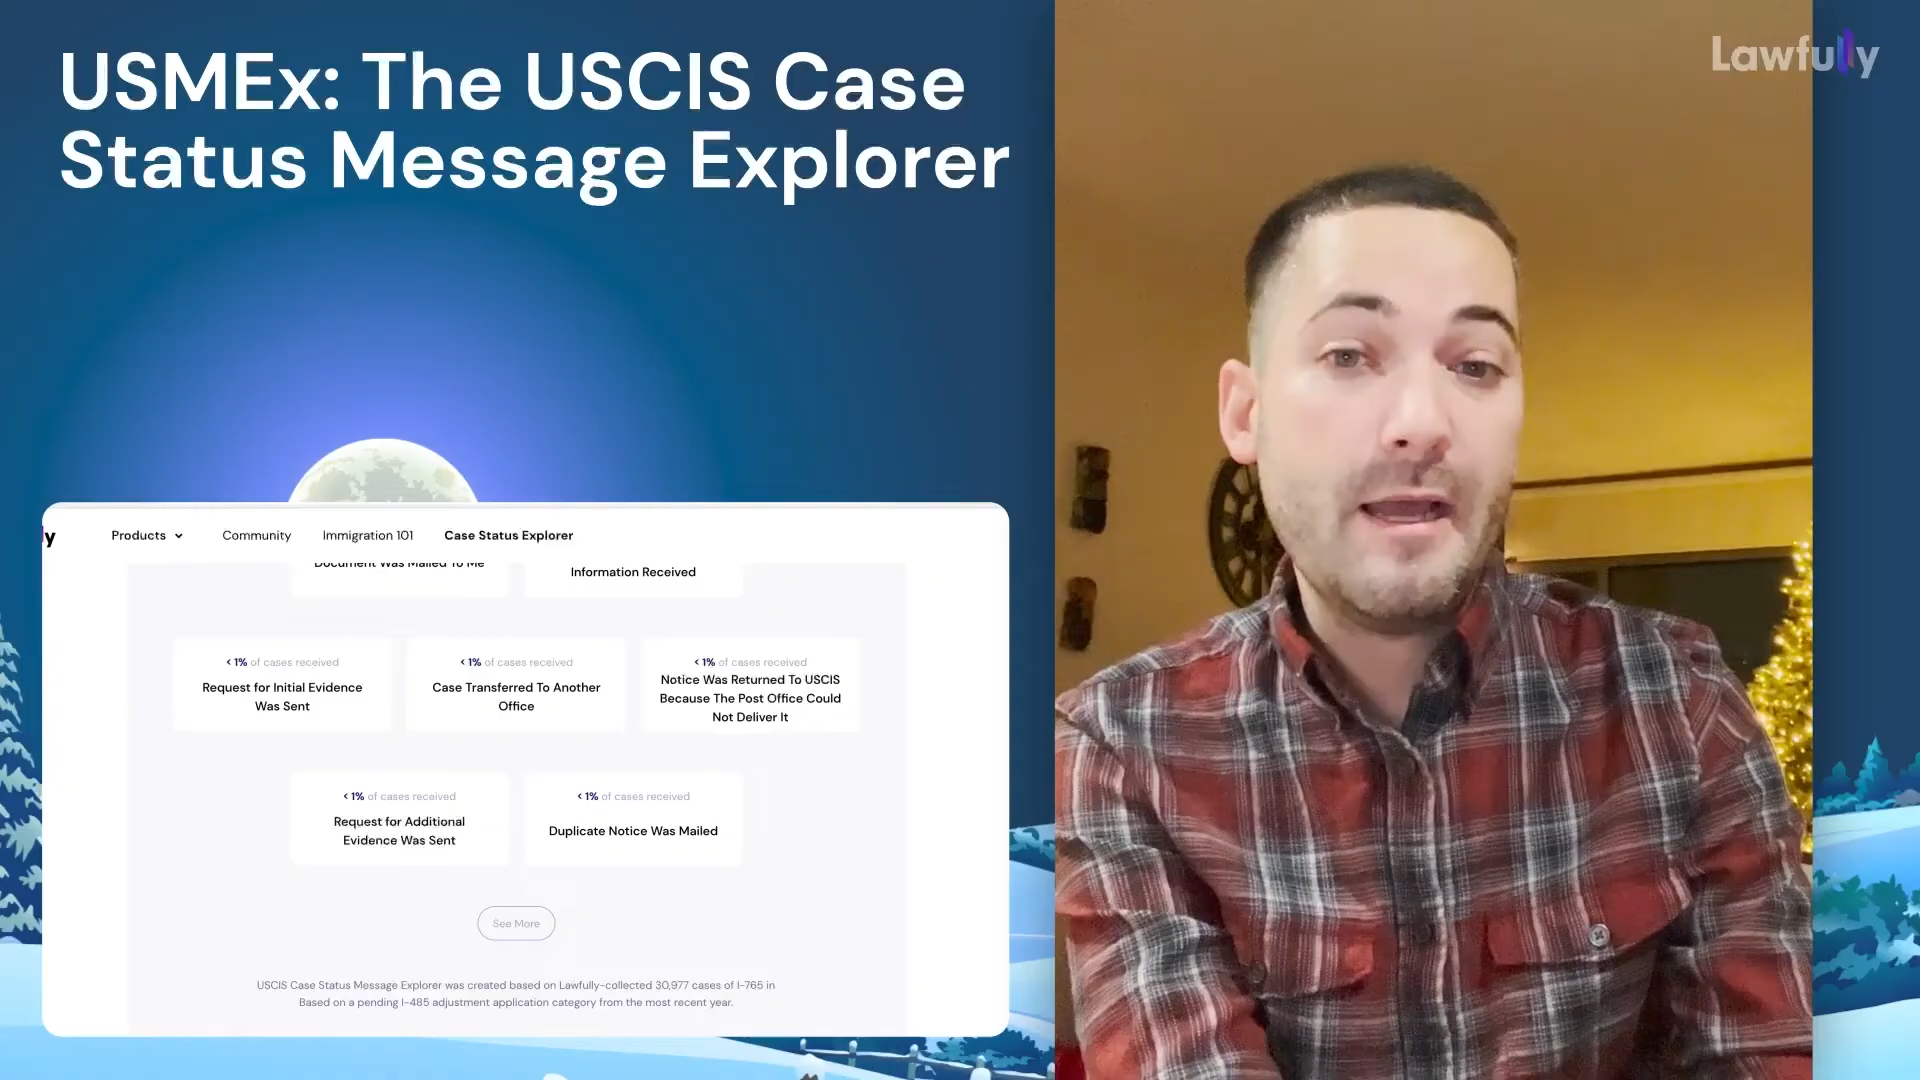 USMEx: The USCIS Case
Status Message Explorer
Lawfully
y
Products
Community
Immigration 101
Case Status Explorer
Document Was Mailed To Me
Information Received
< 1% of cases received
Request for Initial Evidence
Was Sent
< 1% of cases received
Case Transferred To Another
Office
< 1% of cases received
Notice Was Returned To USCIS
Because The Post Office Could
Not Deliver It
< 1% of cases received
Request for Additional
Evidence Was Sent
< 1% of cases received
Duplicate Notice Was Mailed
See More
USCIS Case Status Message Explorer was created based on Lawfully-collected 30,977 cases of I-765 in
Based on a pending I-485 adjustment application category from the most recent year.